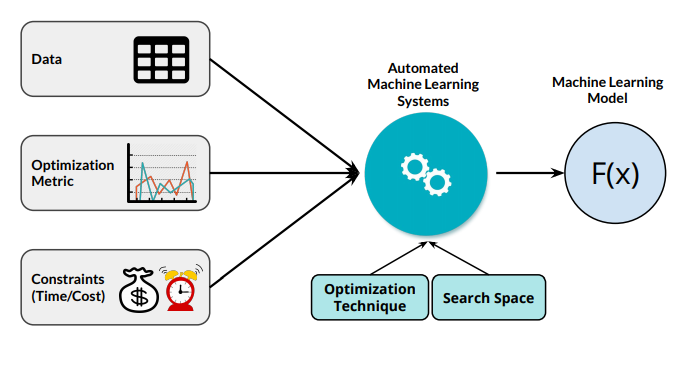 Data
Optimization
Metric
Constraints
(Time/Cost)
$
Automated
Machine Learning
Systems
Optimization
Technique
Search Space
Machine Learning
Model
F(x)